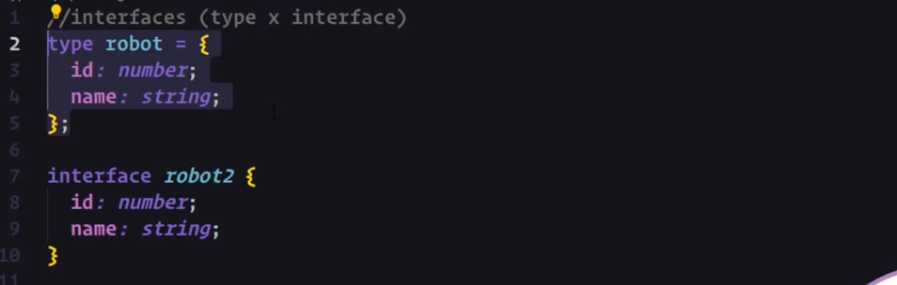 1 //interfaces (type x interface)
2 type robot = {
3 id: number;
4 name: string;
5 };
6
7 interface robot2 {
8 id: number;
9 name: string;
10 }
11